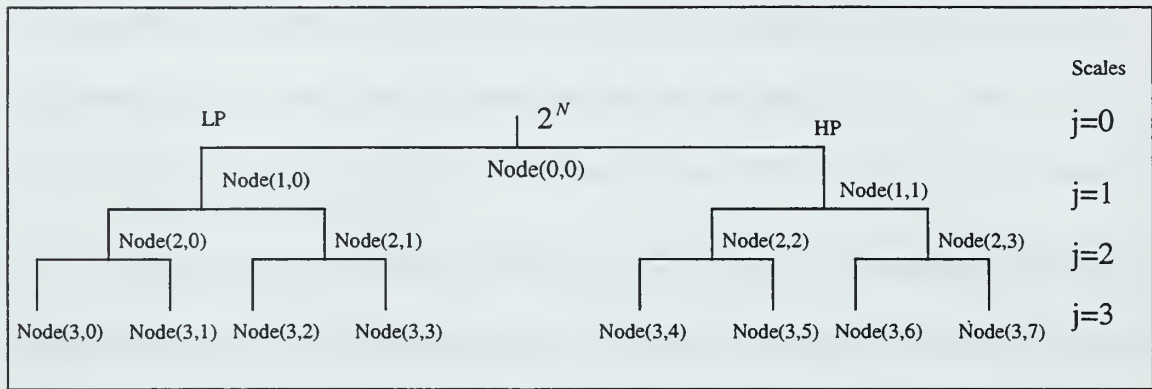 Scales
LP 2^N HP j=0
Node(0,0)
Node(1,0) Node(1,1) j=1
Node(2,0) Node(2,1) Node(2,2) Node(2,3) j=2
Node(3,0) Node(3,1) Node(3,2) Node(3,3) Node(3,4) Node(3,5) Node(3,6) Node(3,7) j=3